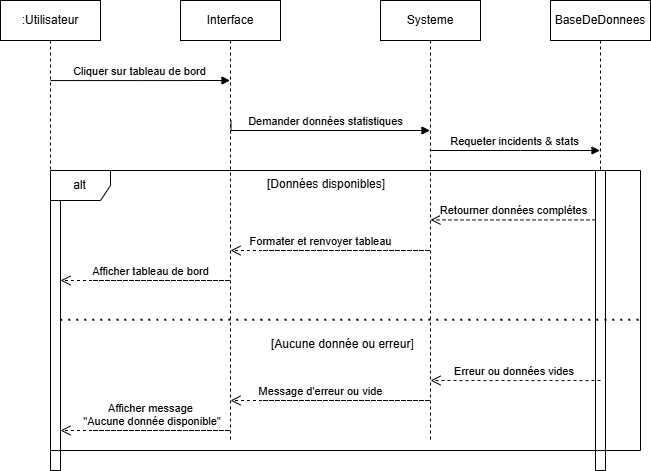 :Utilisateur
Interface
Systeme
BaseDeDonnees
Cliquer sur tableau de bord
Demander données statistiques
Requeter incidents & stats
alt
[Données disponibles]
Retourner données complétes
Formater et renvoyer tableau
Afficher tableau de bord
[Aucune donnée ou erreur]
Erreur ou données vides
Message d'erreur ou vide
Afficher message
"Aucune donnée disponible"